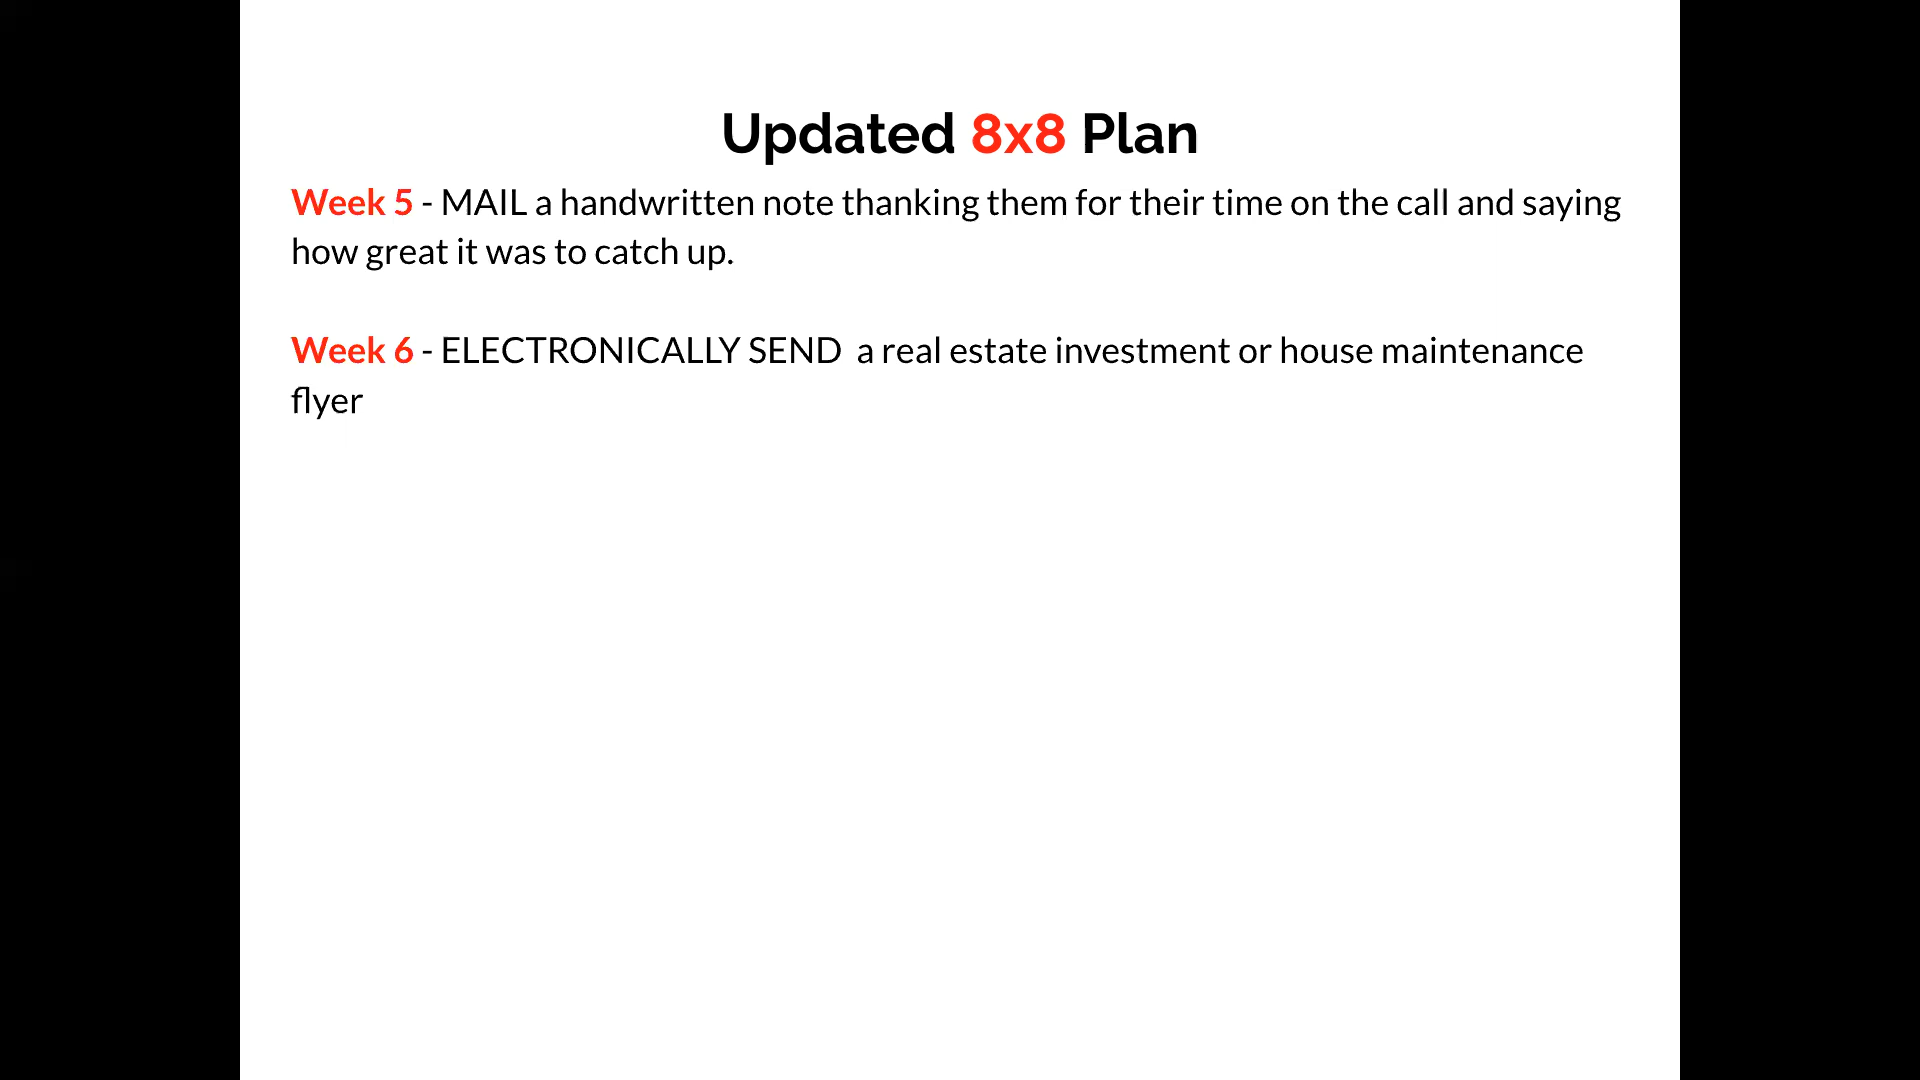 Updated 8x8 Plan
Week 5 - MAIL a handwritten note thanking them for their time on the call and saying
how great it was to catch up.
Week 6 - ELECTRONICALLY SEND  a real estate investment or house maintenance
flyer